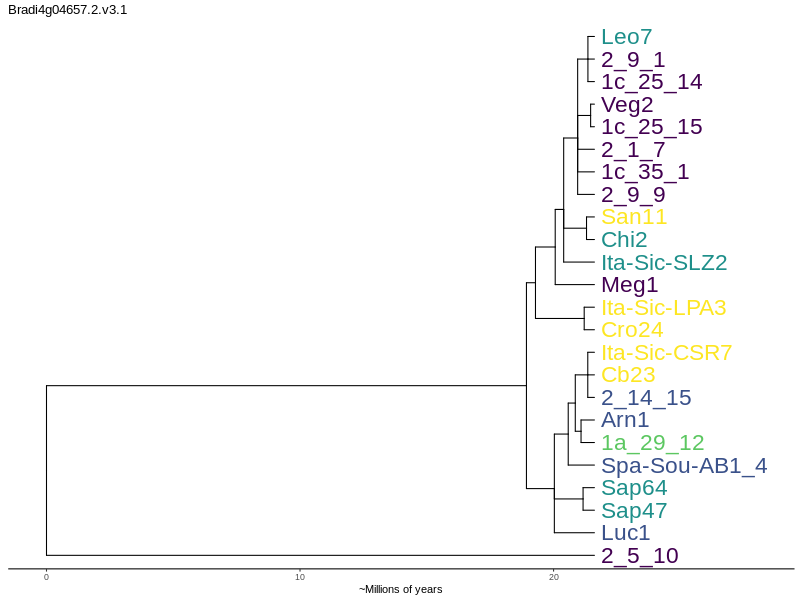 Bradi4g04657.2.v3.1
Leo7
2_9_1
1c_25_14
Veg2
1c_25_15
2_1_7
1c_35_1
2_9_9
San11
Chi2
Ita-Sic-SLZ2
Meg1
Ita-Sic-LPA3
Cro24
Ita-Sic-CSR7
Cb23
2_14_15
Arn1
1a_29_12
Spa-Sou-AB1_4
Sap64
Sap47
Luc1
2_5_10
0 10 20
~Millions of years